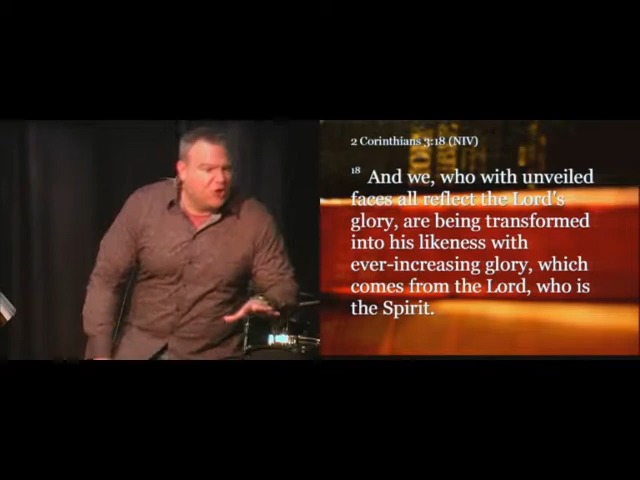 2 Corinthians 3:18 (NIV)
18 And we, who with unveiled
faces all reflect the Lord's
glory, are being transformed
into his likeness with
ever-increasing glory, which
comes from the Lord, who is
the Spirit.